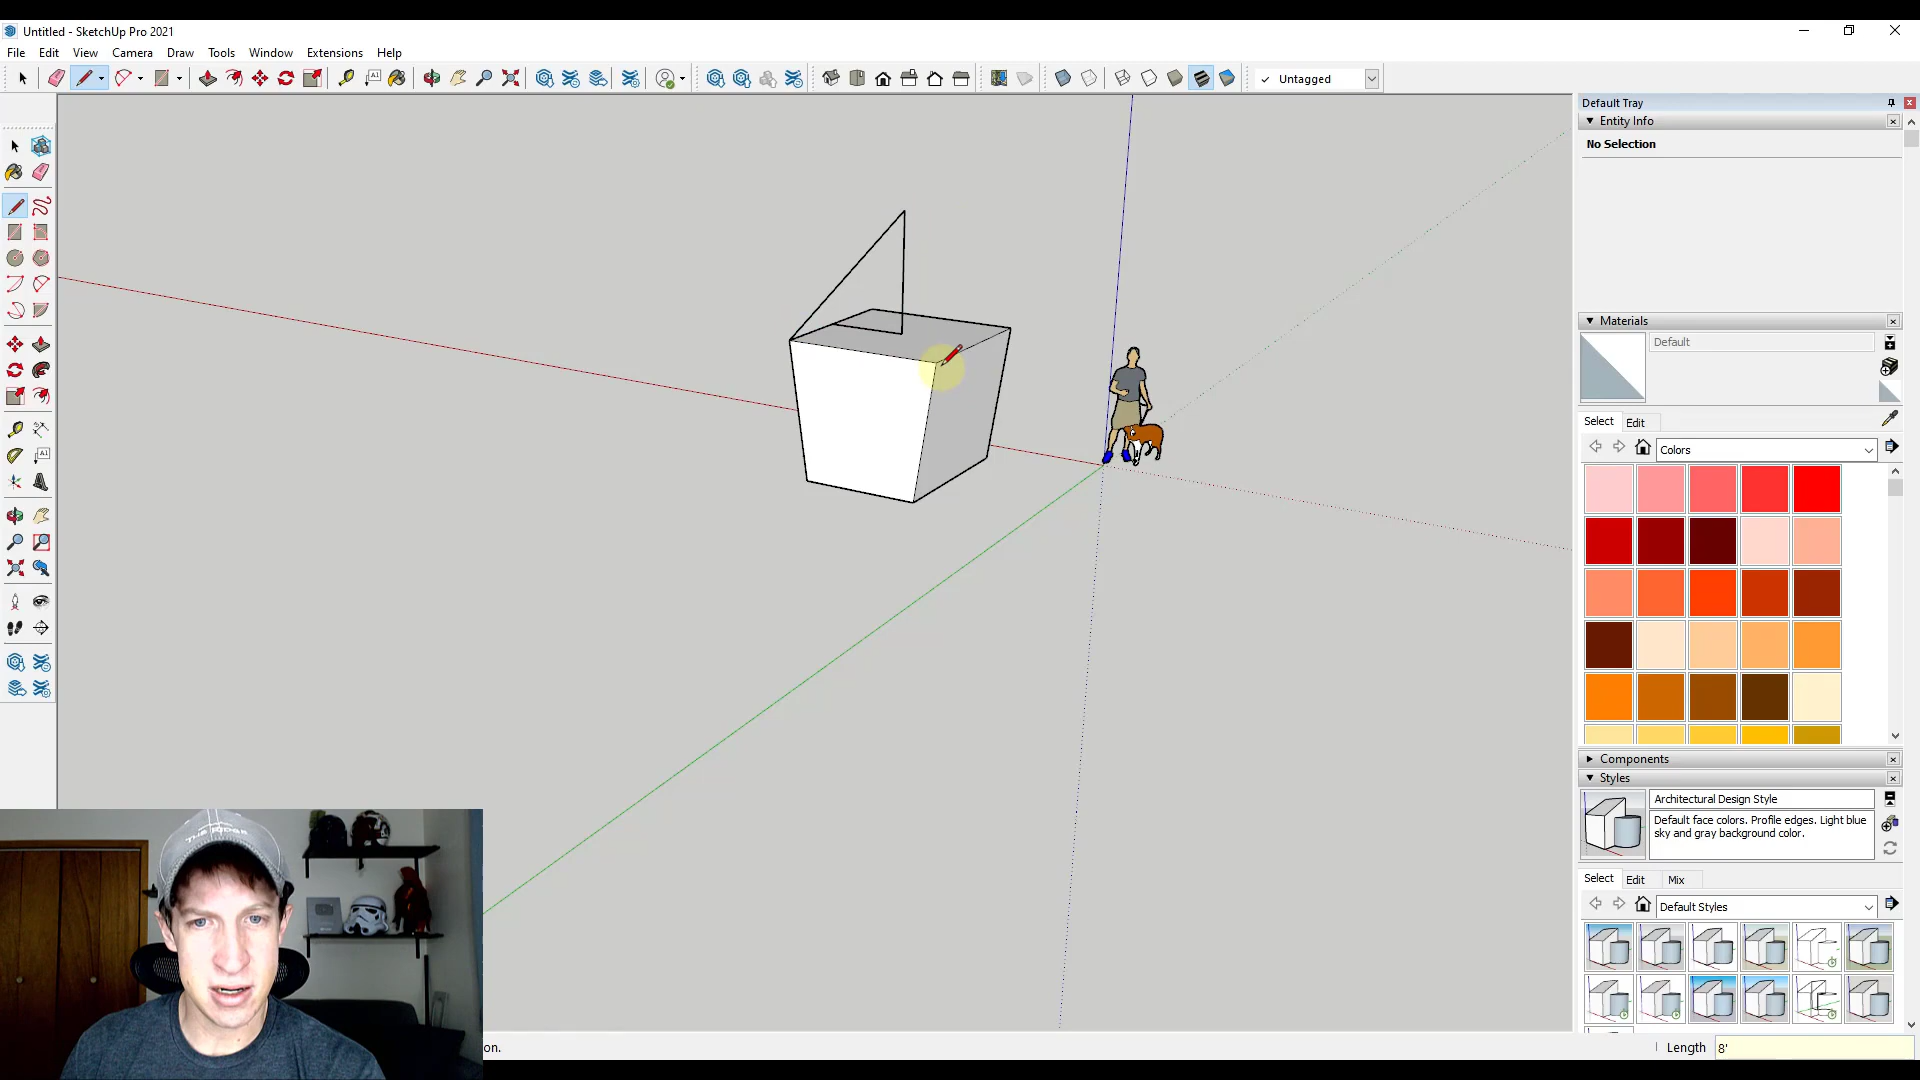 Untitled - SketchUp Pro 2021
File Edit View Camera Draw Tools Window Extensions Help
✓ Untagged
Default Tray
Entity Info
No Selection
Materials
Default
Select Edit
Colors
Components
Styles
Architectural Design Style
Default face colors. Profile edges. Light blue
sky and gray background color.
Select Edit Mix
Default Styles
on.
Length 8'